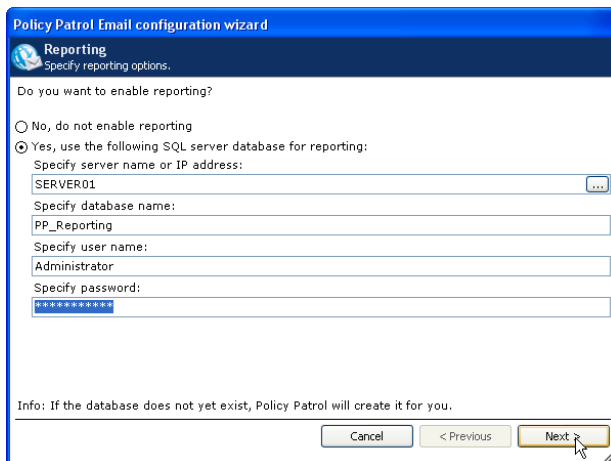 Policy Patrol Email configuration wizard
Reporting
Specify reporting options.
Do you want to enable reporting?
No, do not enable reporting
Yes, use the following SQL server database for reporting:
Specify server name or IP address:
SERVER01
...
Specify database name:
PP_Reporting
Specify user name:
Administrator
Specify password:
***********
Info: If the database does not yet exist, Policy Patrol will create it for you.
Cancel < Previous Next >